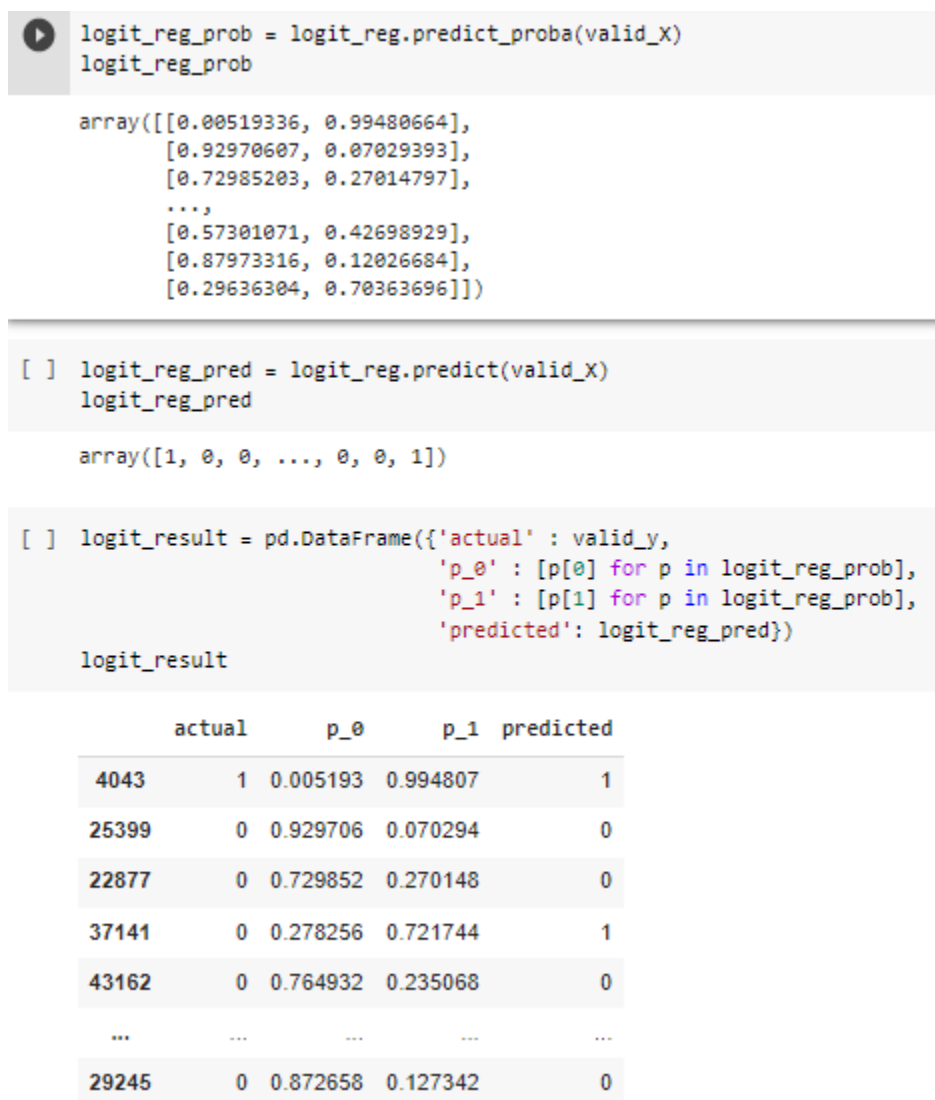 logit_reg_prob = logit_reg.predict_proba(valid_X)
logit_reg_prob
array([[0.00519336, 0.99480664],
[0.92970607, 0.07029393],
[0.72985203, 0.27014797],
...,
[0.57301071, 0.42698929],
[0.87973316, 0.12026684],
[0.29636304, 0.70363696]])
[ ] logit_reg_pred = logit_reg.predict(valid_X)
logit_reg_pred
array([1, 0, 0, ..., 0, 0, 1])
[ ] logit_result = pd.DataFrame({'actual' : valid_y,
'p_0' : [p[0] for p in logit_reg_prob],
'p_1' : [p[1] for p in logit_reg_prob],
'predicted': logit_reg_pred})
logit_result
actual p_0 p_1 predicted
4043 1 0.005193 0.994807 1
25399 0 0.929706 0.070294 0
22877 0 0.729852 0.270148 0
37141 0 0.278256 0.721744 1
43162 0 0.764932 0.235068 0
... ... ... ... ...
29245 0 0.872658 0.127342 0